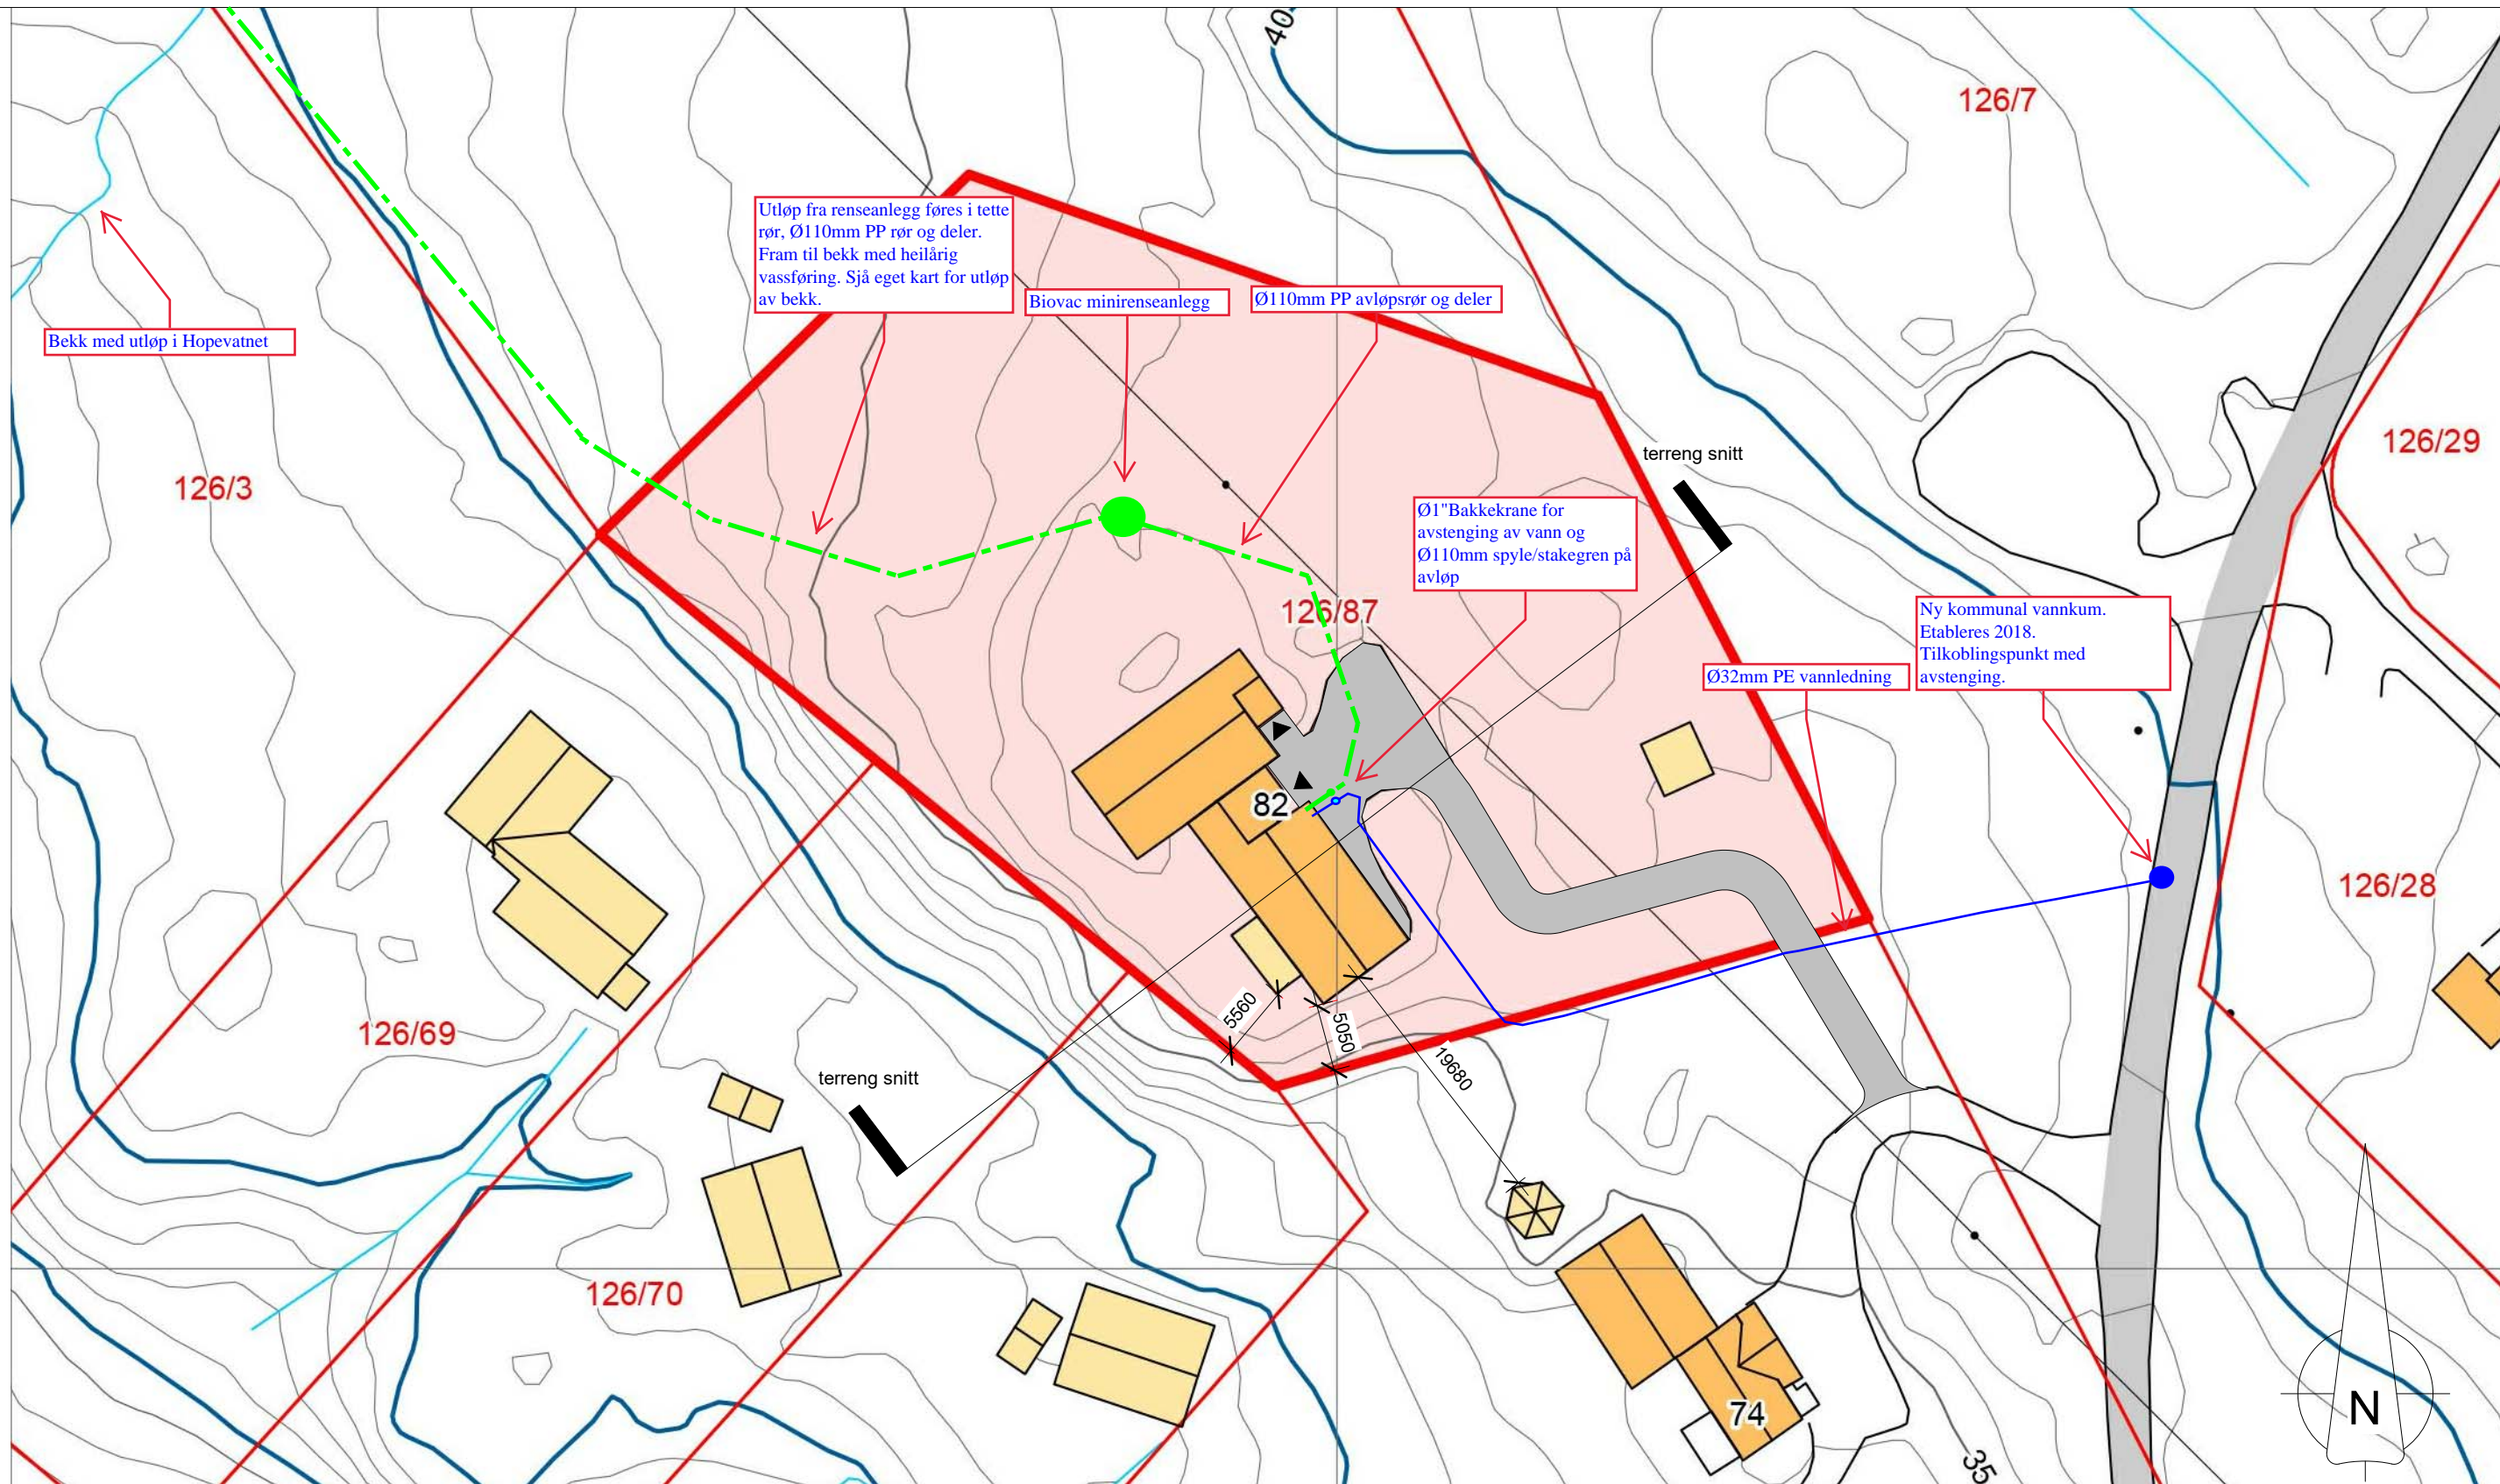 40
126/7
Utløp fra renseanlegg føres i tette
rør, Ø110mm PP rør og deler.
Fram til bekk med heilårig
vassføring. Sjå eget kart for utløp
av bekk.
Biovac minirenseanlegg
Ø110mm PP avløpsrør og deler
Bekk med utløp i Hopevatnet
126/3
terreng snitt
126/29
Ø1"Bakkekrane for
avstenging av vann og
Ø110mm spyle/stakegren på
avløp
126/87
Ny kommunal vannkum.
Etableres 2018.
Tilkoblingspunkt med
avstenging.
Ø32mm PE vannledning
82
126/28
5560
5050
19680
126/69
terreng snitt
126/70
74
35
N